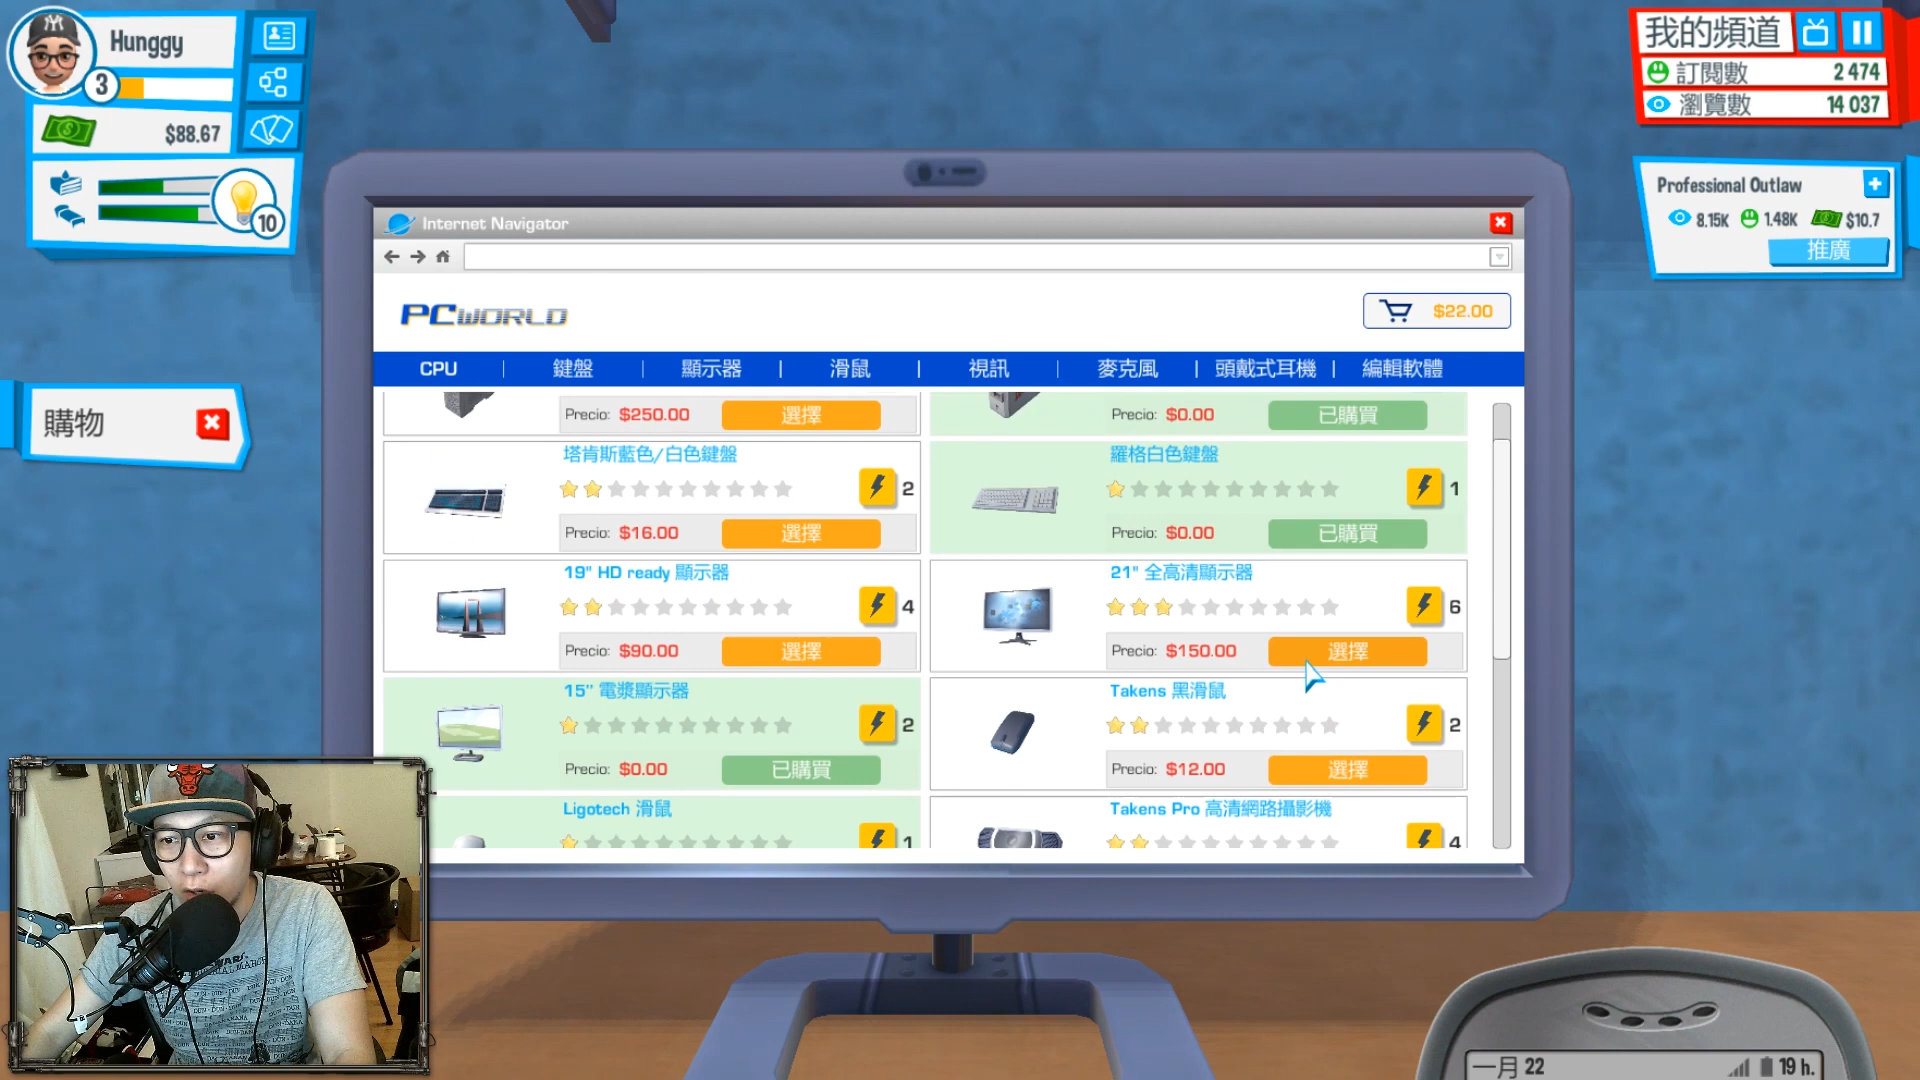 Hunggy
3
$88.67
10
我的頻道
訂閱數 2 474
瀏覽數 14 037
Professional Outlaw
8.15K 1.48K $10.7
推廣
購物
Internet Navigator
PCWORLD
$22.00
CPU | 鍵盤 | 顯示器 | 滑鼠 | 視訊 | 麥克風 | 頭戴式耳機 | 編輯軟體
Precio: $250.00 選擇
Precio: $0.00 已購買
塔肯斯藍色/白色鍵盤
2
Precio: $16.00 選擇
羅格白色鍵盤
1
Precio: $0.00 已購買
19" HD ready 顯示器
4
Precio: $90.00 選擇
21" 全高清顯示器
6
Precio: $150.00 選擇
15" 電漿顯示器
2
Precio: $0.00 已購買
Takens 黑滑鼠
2
Precio: $12.00 選擇
Ligotech 滑鼠
1
Takens Pro 高清網路攝影機
4
一月 22
19 h.